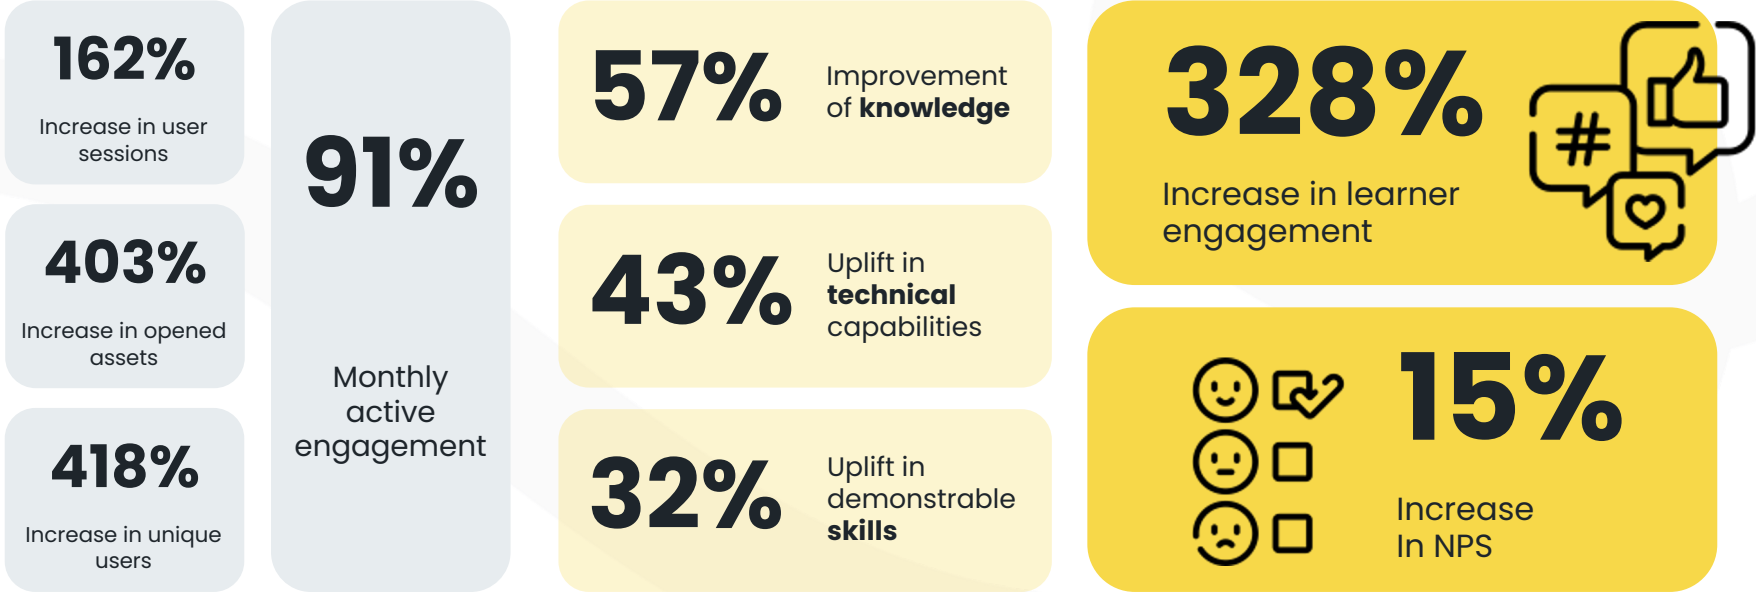 162%
Increase in user
sessions
403%
Increase in opened
assets
418%
Increase in unique
users
91%
Monthly
active
engagement
57%
Improvement
of knowledge
43%
Uplift in
technical
capabilities
32%
Uplift in
demonstrable
skills
328%
Increase in learner
engagement
#
15%
Increase
In NPS